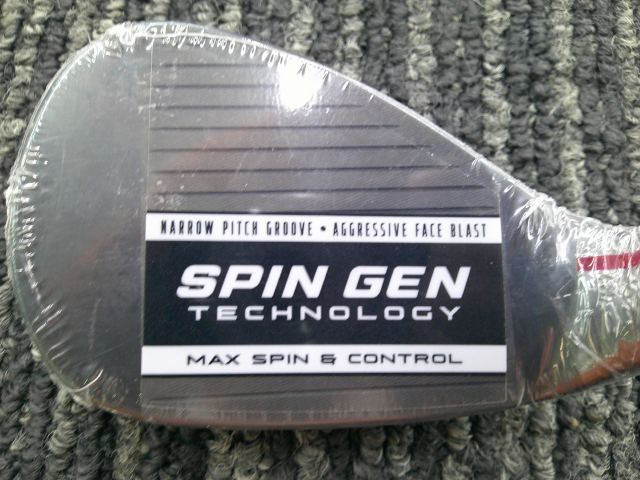 NARROW PITCH GROOVE • AGGRESSIVE FACE BLAST
SPIN GEN
TECHNOLOGY
MAX SPIN & CONTROL